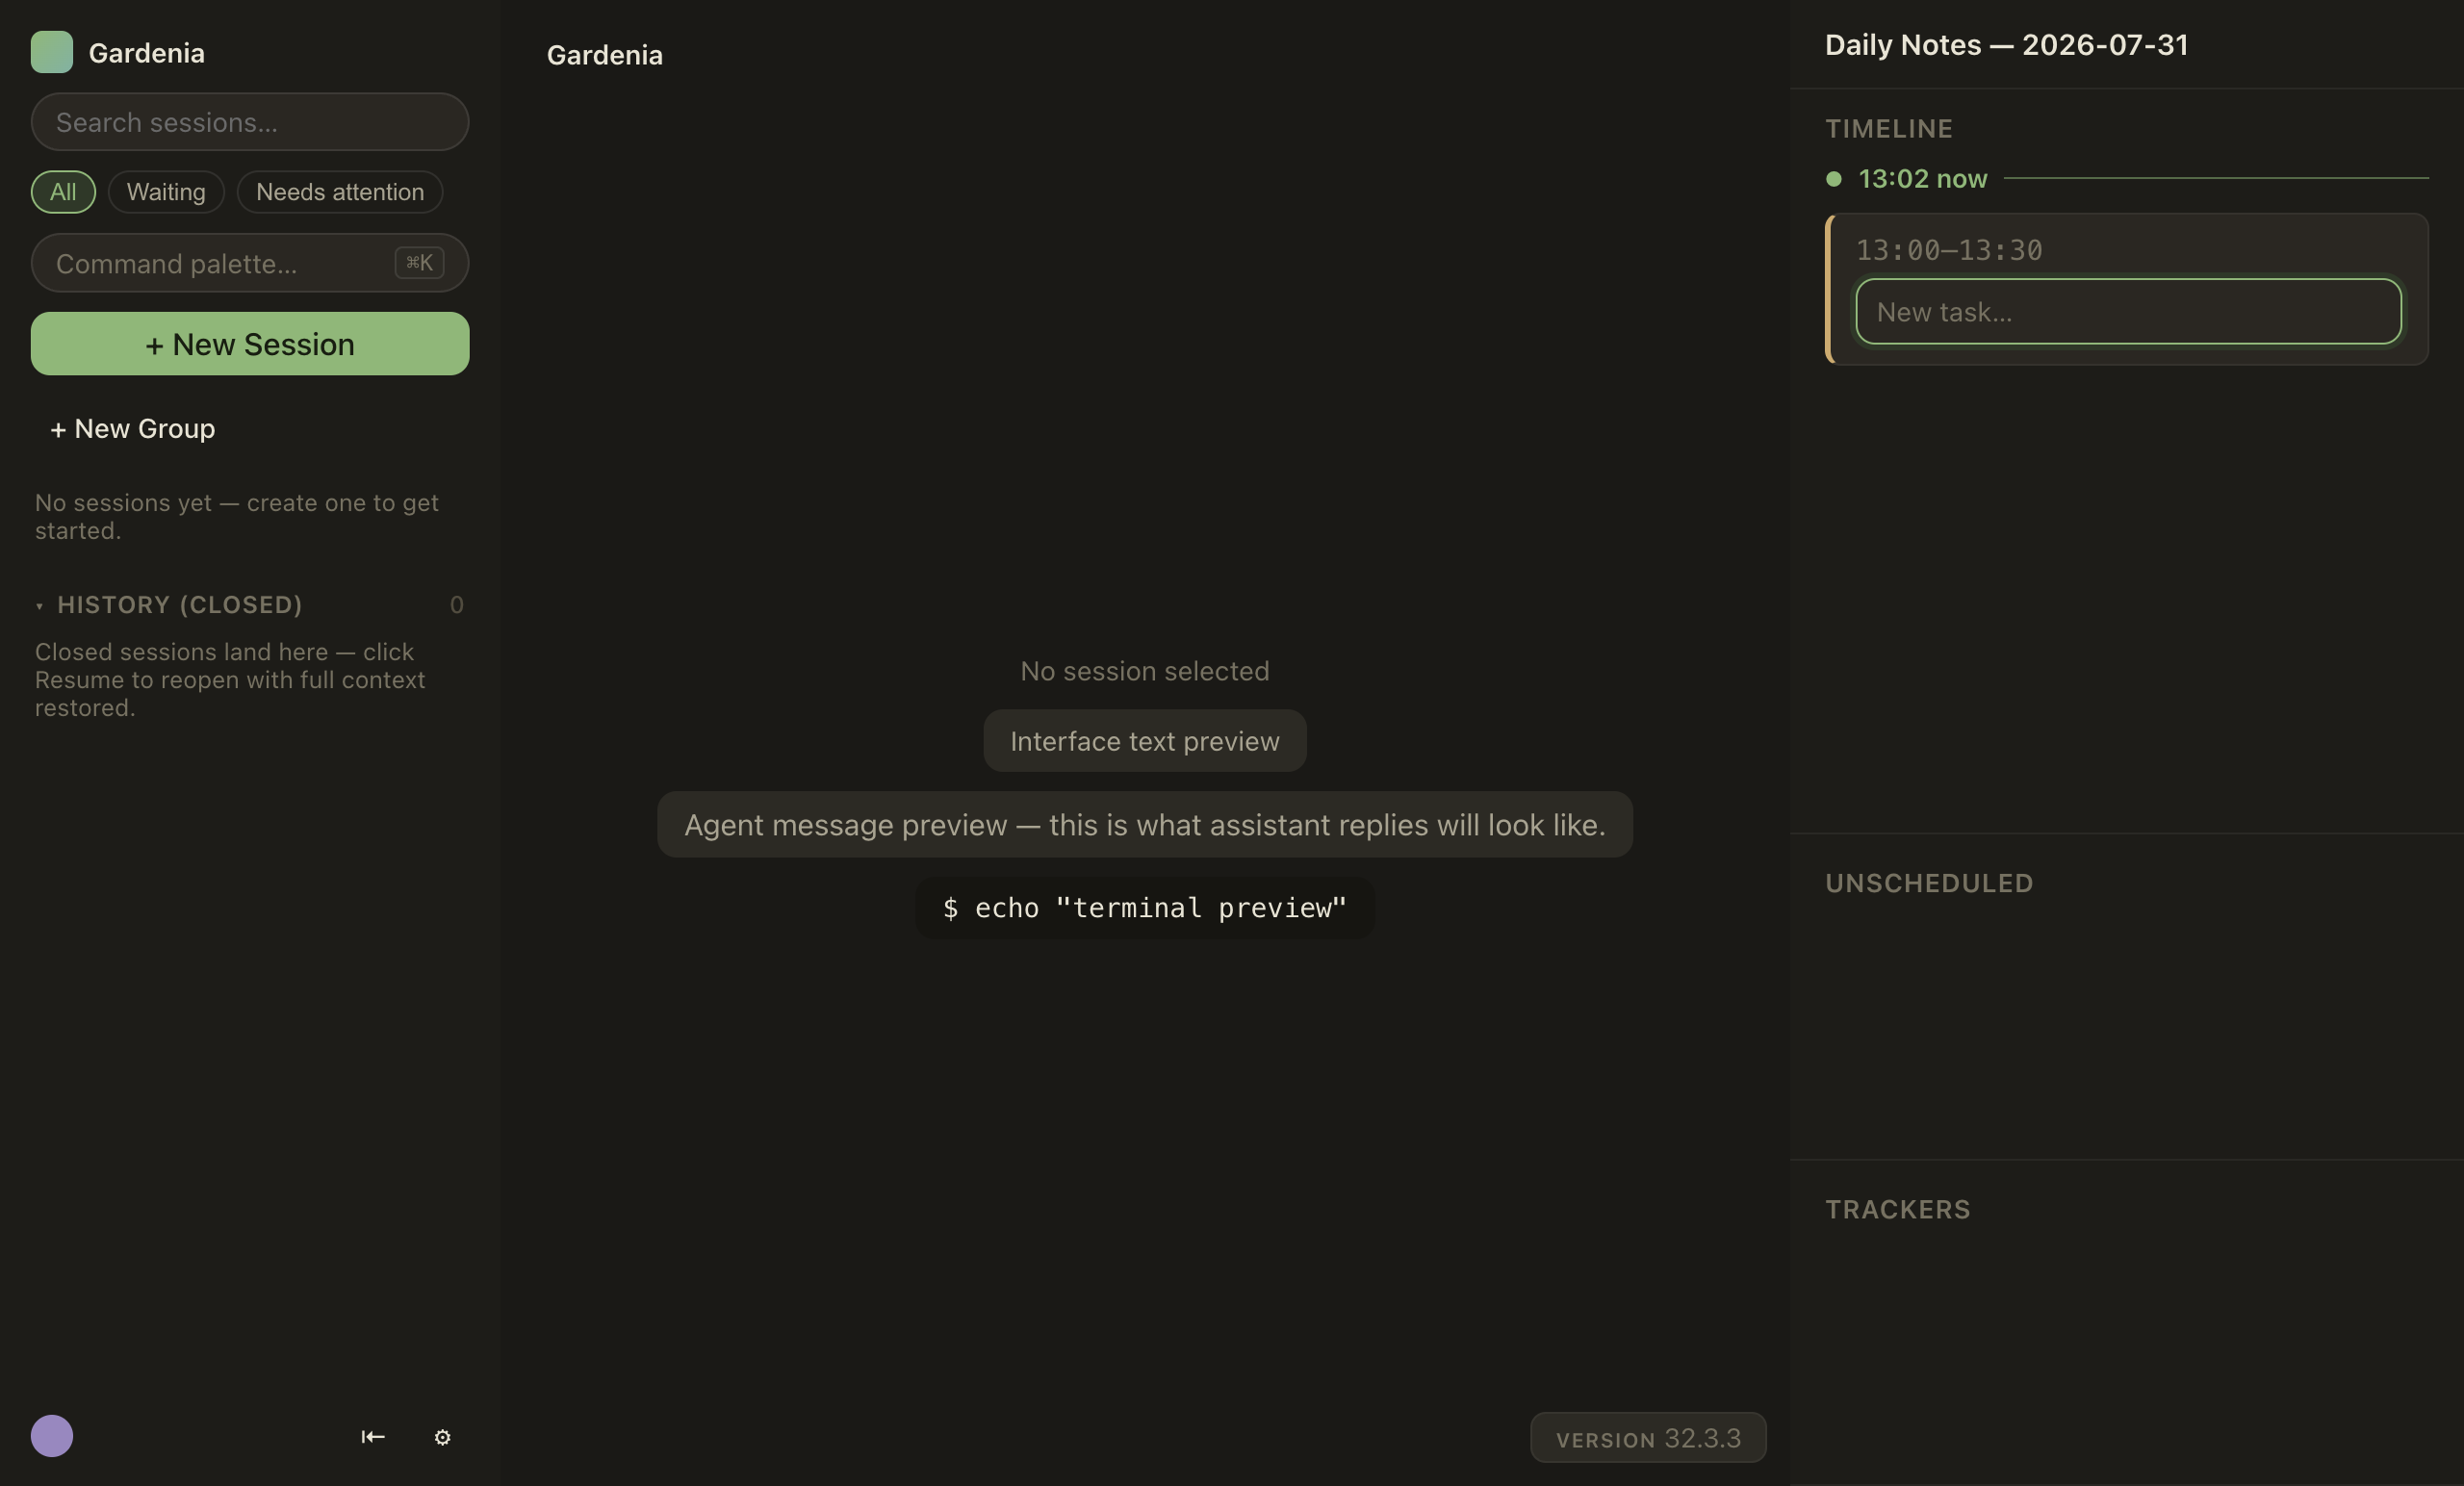 Gardenia
Search sessions...
All Waiting Needs attention
Command palette... ⌘K
+ New Session
+ New Group
No sessions yet — create one to get
started.
▾ HISTORY (CLOSED) 0
Closed sessions land here — click
Resume to reopen with full context
restored.
Gardenia
No session selected
Interface text preview
Agent message preview — this is what assistant replies will look like.
$ echo "terminal preview"
VERSION 32.3.3
Daily Notes — 2026-07-31
TIMELINE
13:02 now
13:00–13:30
New task...
UNSCHEDULED
TRACKERS